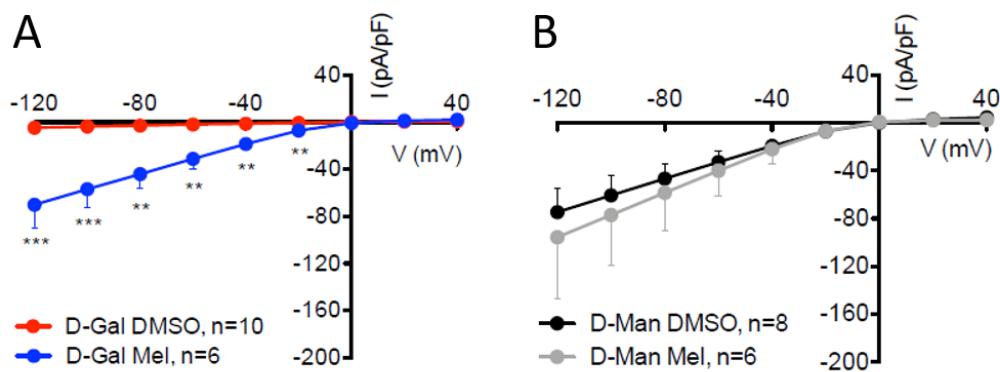 A
I (pA/pF)
40
-120
-80
-40
40
V (mV)
**
**
**
**
-40
***
***
-80
-120
-160
-200
D-Gal DMSO, n=10
D-Gal Mel, n=6
B
I (pA/pF)
40
-120
-80
-40
40
V (mV)
-40
-80
-120
-160
-200
D-Man DMSO, n=8
D-Man Mel, n=6